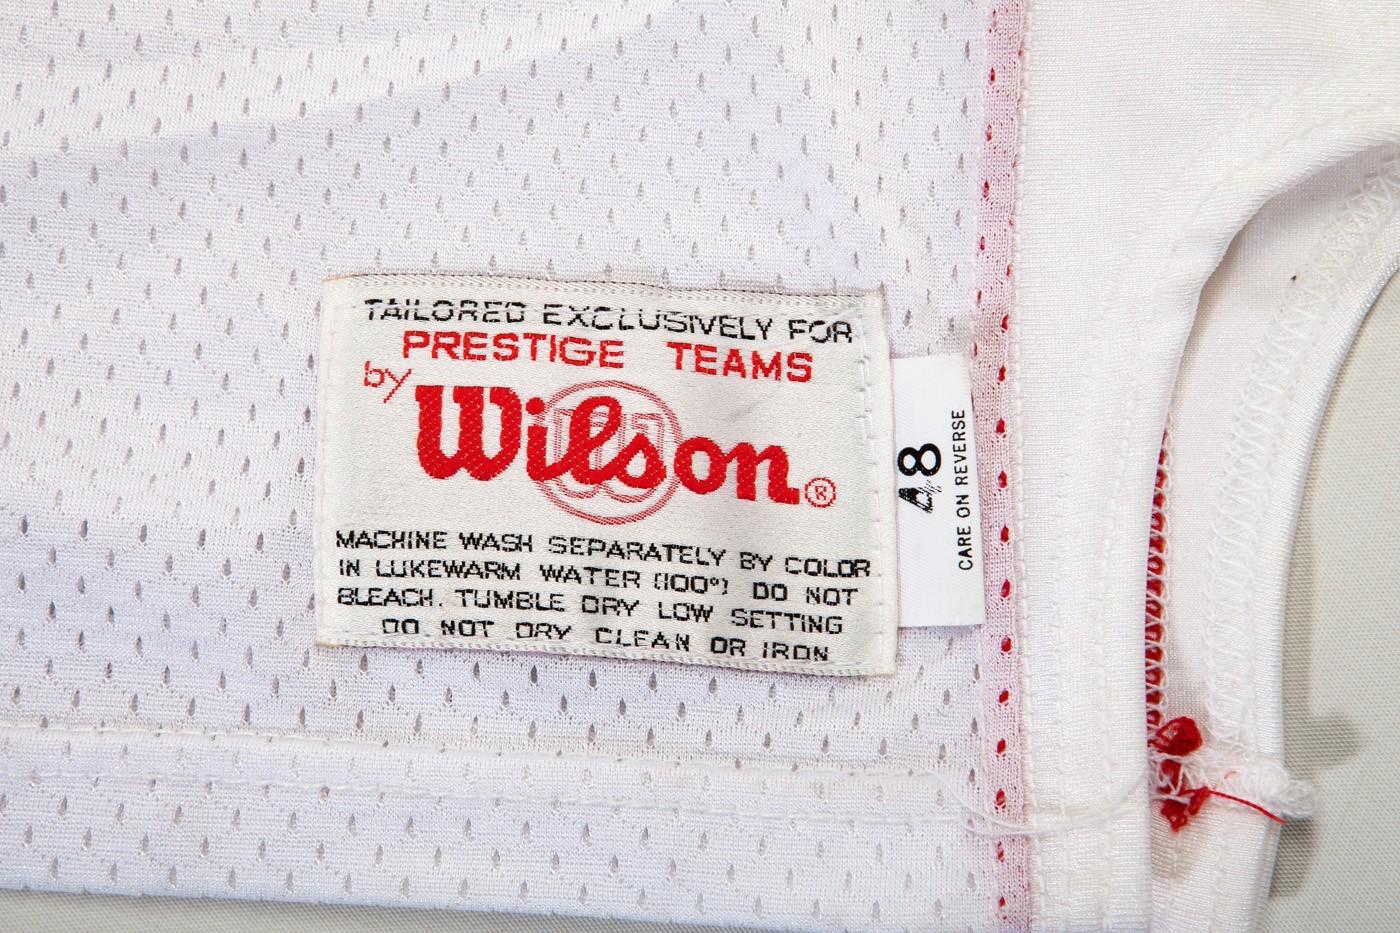 TAILORED EXCLUSIVELY FOR
PRESTIGE TEAMS
by Wilson®
MACHINE WASH SEPARATELY BY COLOR
IN LUKEWARM WATER (100°) DO NOT
BLEACH. TUMBLE DRY LOW SETTING
DO NOT DRY CLEAN OR IRON
48
CARE ON REVERSE